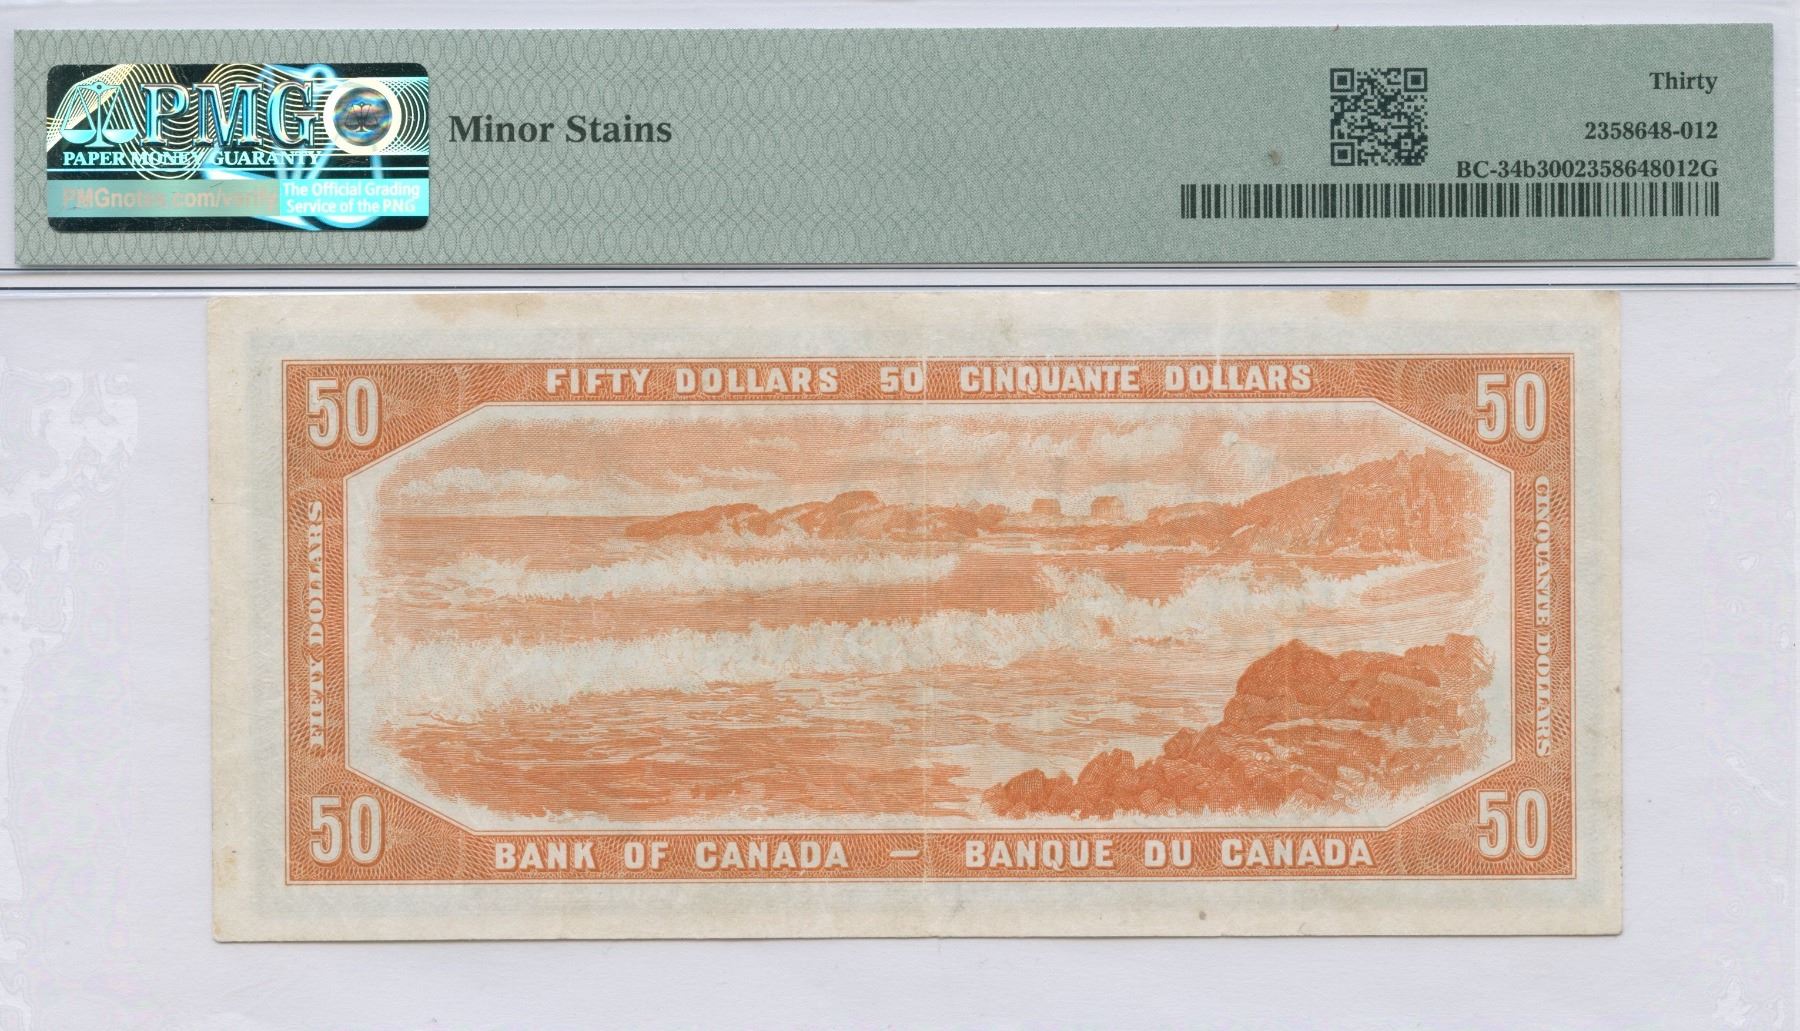 PMG
PAPER MONEY GUARANTY
PMGnotes.com/verify
The Official Grading
Service of the PNG
Minor Stains
Thirty
2358648-012
BC-34b3002358648012G
50 FIFTY DOLLARS 50 CINQUANTE DOLLARS 50
FIFTY DOLLARS
CINQUANTE DOLLARS
50 BANK OF CANADA — BANQUE DU CANADA 50